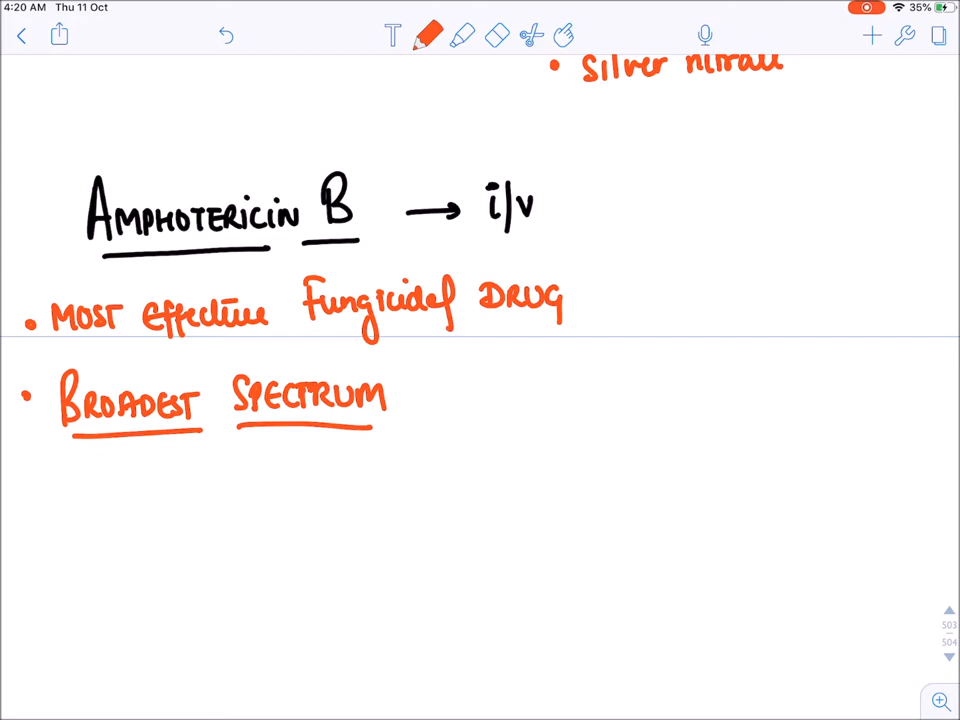 4:20 AM Thu 11 Oct 35%
T
• Silver nitrate
AMPHOTERICIN B → i/v
• MOST effective Fungicidal DRUG
• BROADEST SPECTRUM
503
504